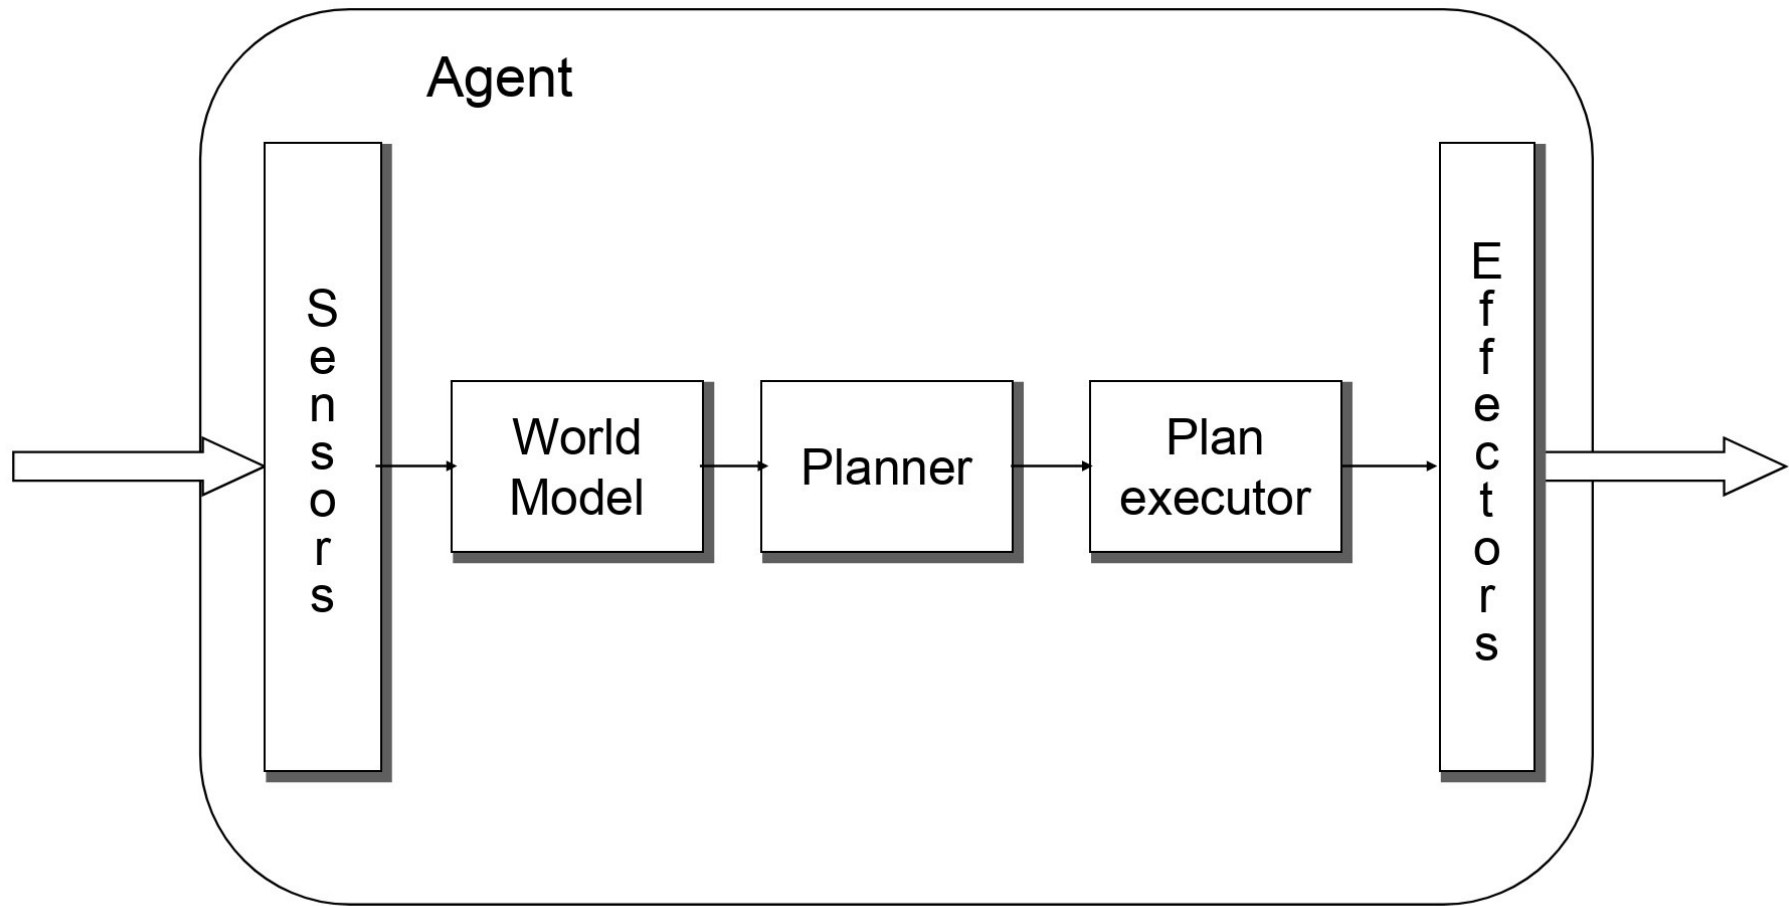 Agent
Sensors
World
Model
Planner
Plan
executor
Effectors